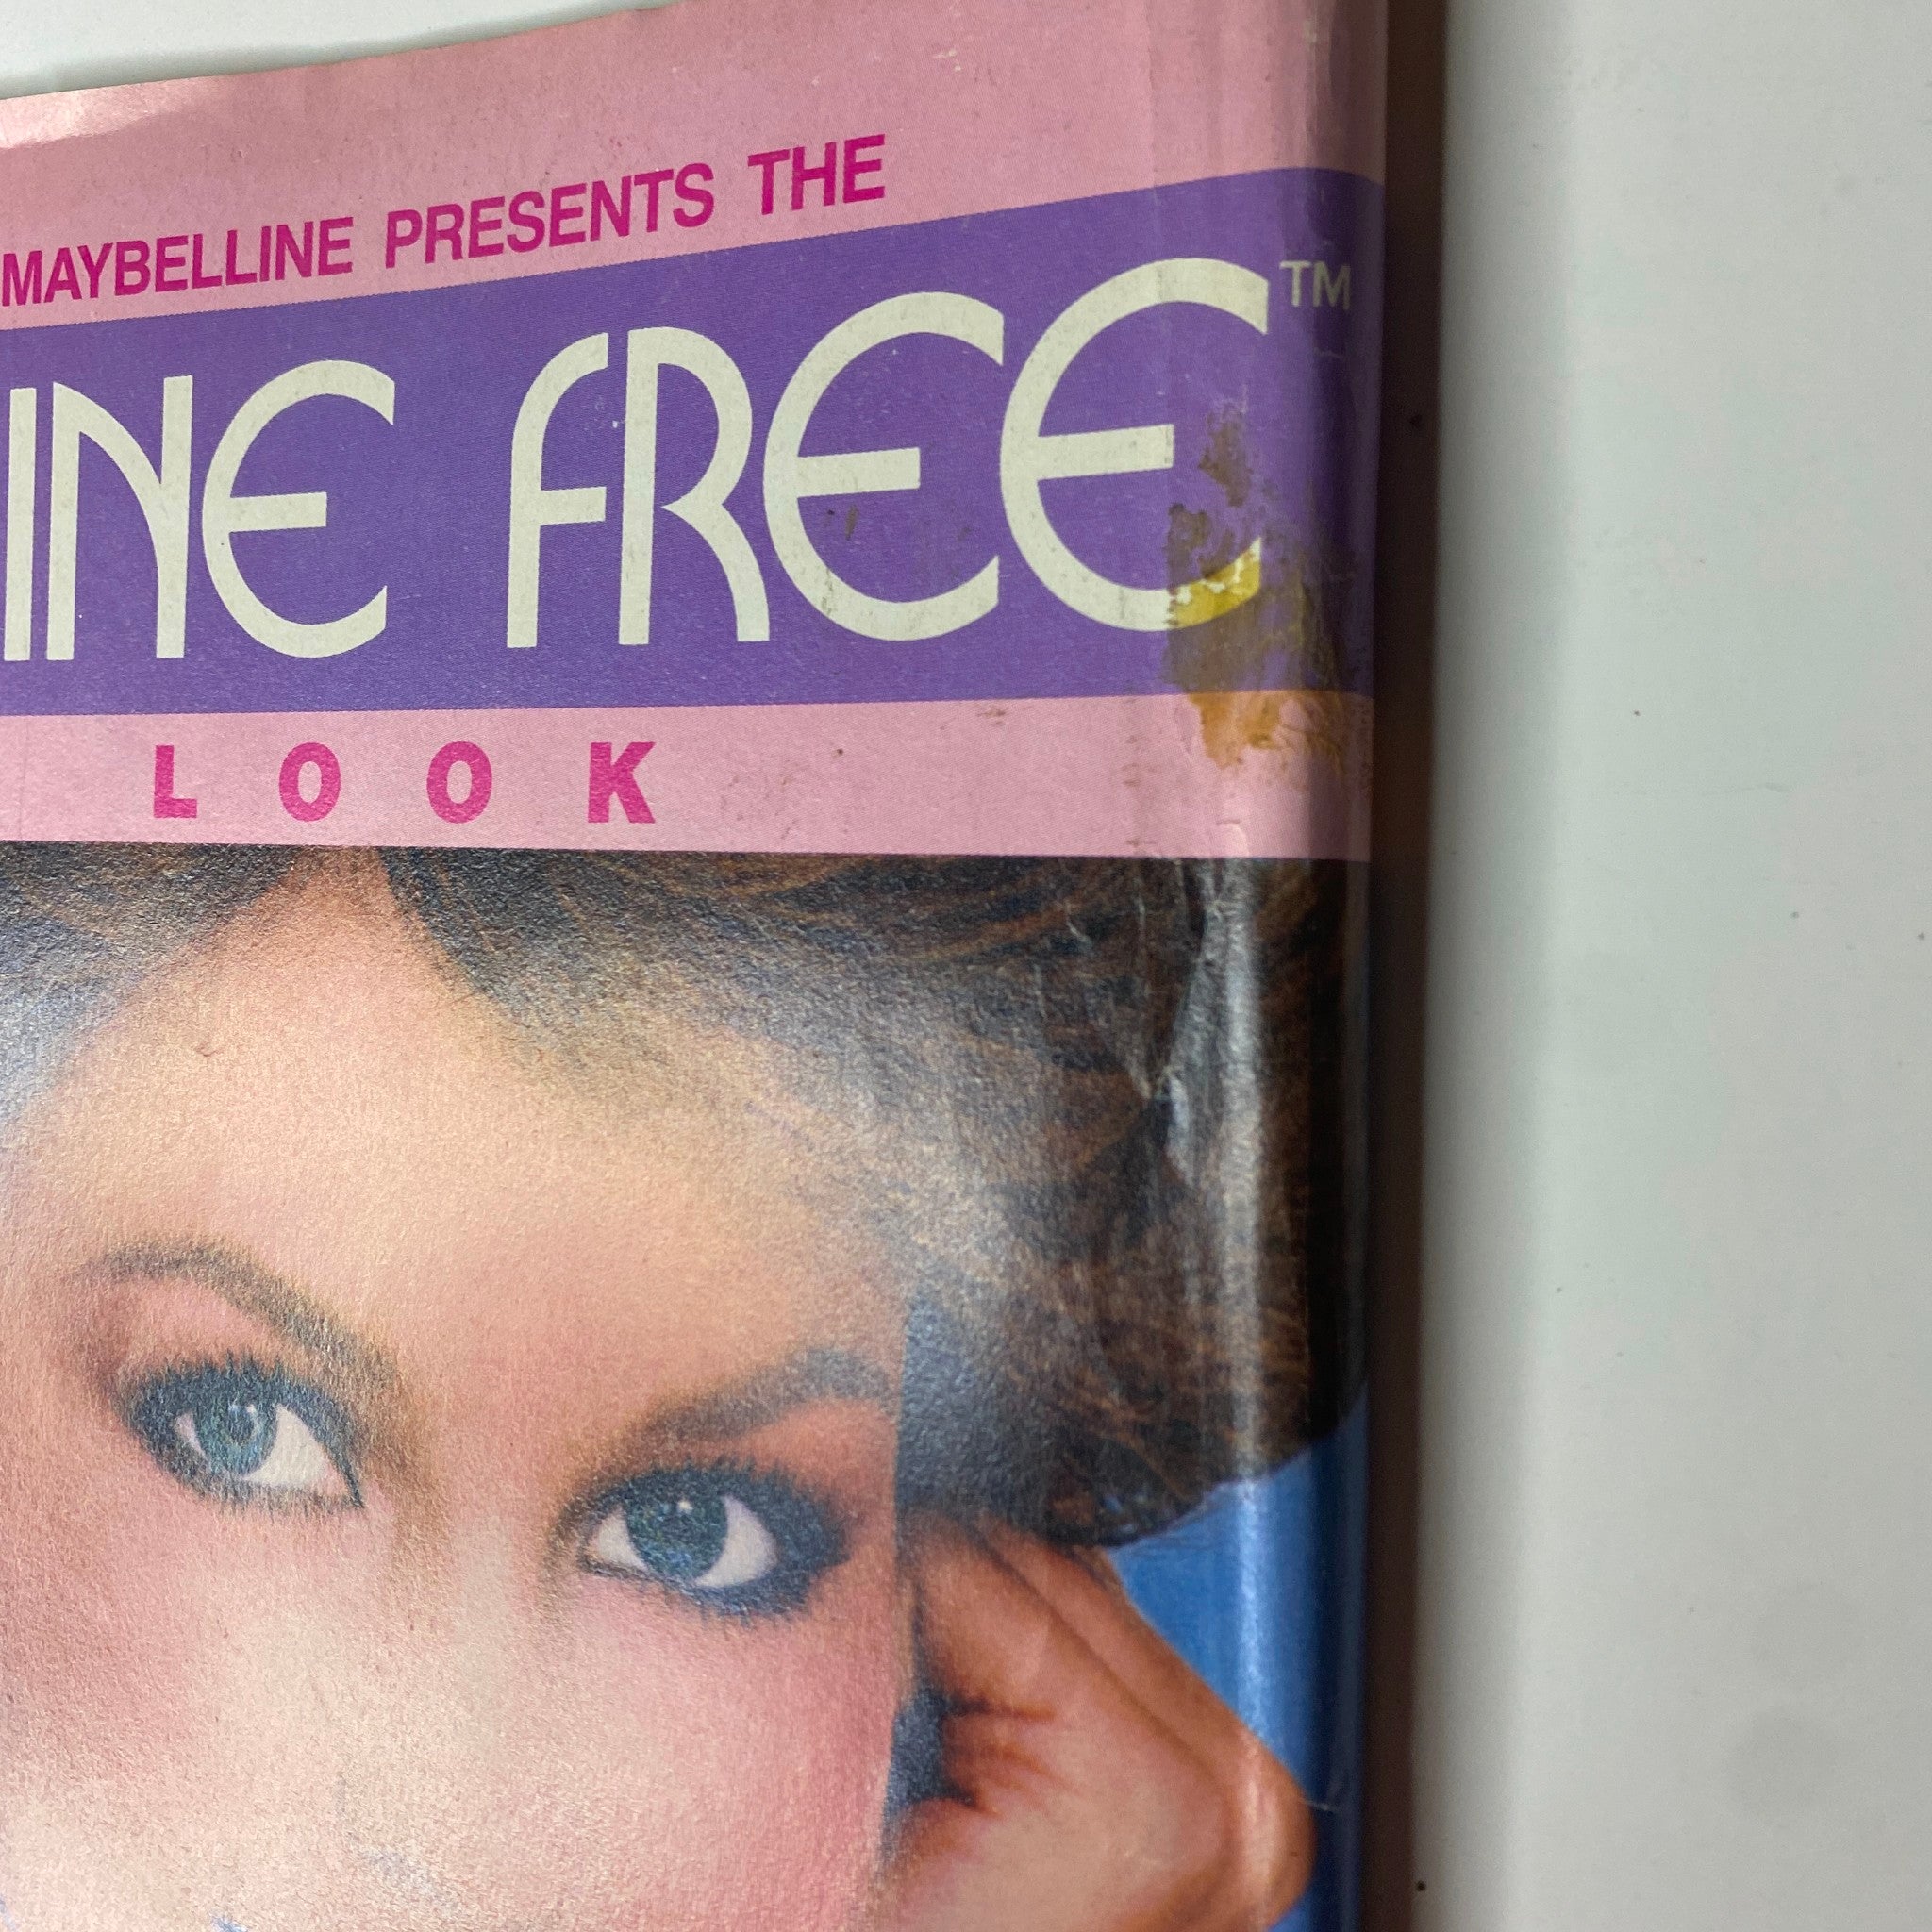 MAYBELLINE PRESENTS THE
INE FREE™
LOOK